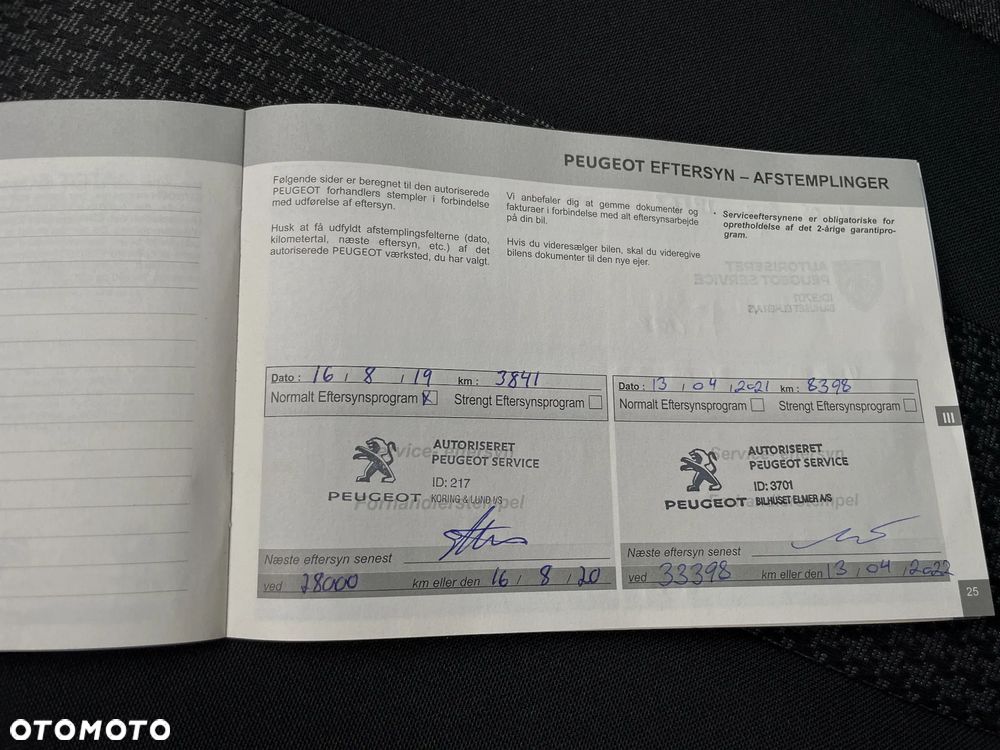 PEUGEOT EFTERSYN – AFSTEMPLINGER
Følgende sider er beregnet til den autoriserede
PEUGEOT forhandlers stempler i forbindelse
med udførelse af eftersyn.
Husk at få udfyldt afstemplingsfelterne (dato,
kilometertal, næste eftersyn, etc.) af det
autoriserede PEUGEOT værksted, du har valgt.
Vi anbefaler dig at gemme dokumenter og
fakturaer i forbindelse med alt eftersynsarbejde
på din bil.
Hvis du videresælger bilen, skal du videregive
bilens dokumenter til den nye ejer.
• Serviceeftersynene er obligatoriske for
opretholdelse af det 2-årige garantipro-
gram.
Dato : 16 / 8 / 19 km : 3841
Normalt Eftersynsprogram X Strengt Eftersynsprogram
Service-eftersyn
AUTORISERET
PEUGEOT SERVICE
ID: 217
PEUGEOT KORING & LUND I/S
Forhandlerstempel
Næste eftersyn senest
ved 28000 km eller den 16 / 8 / 20
Dato : 13 / 04 / 2021 km : 8398
Normalt Eftersynsprogram Strengt Eftersynsprogram
Service-eftersyn
AUTORISERET
PEUGEOT SERVICE
ID: 3701
PEUGEOT BILHUSET ELMER A/S
Forhandlerstempel
Næste eftersyn senest
ved 33398 km eller den 13 / 04 / 2022
III
25
OTOMOTO